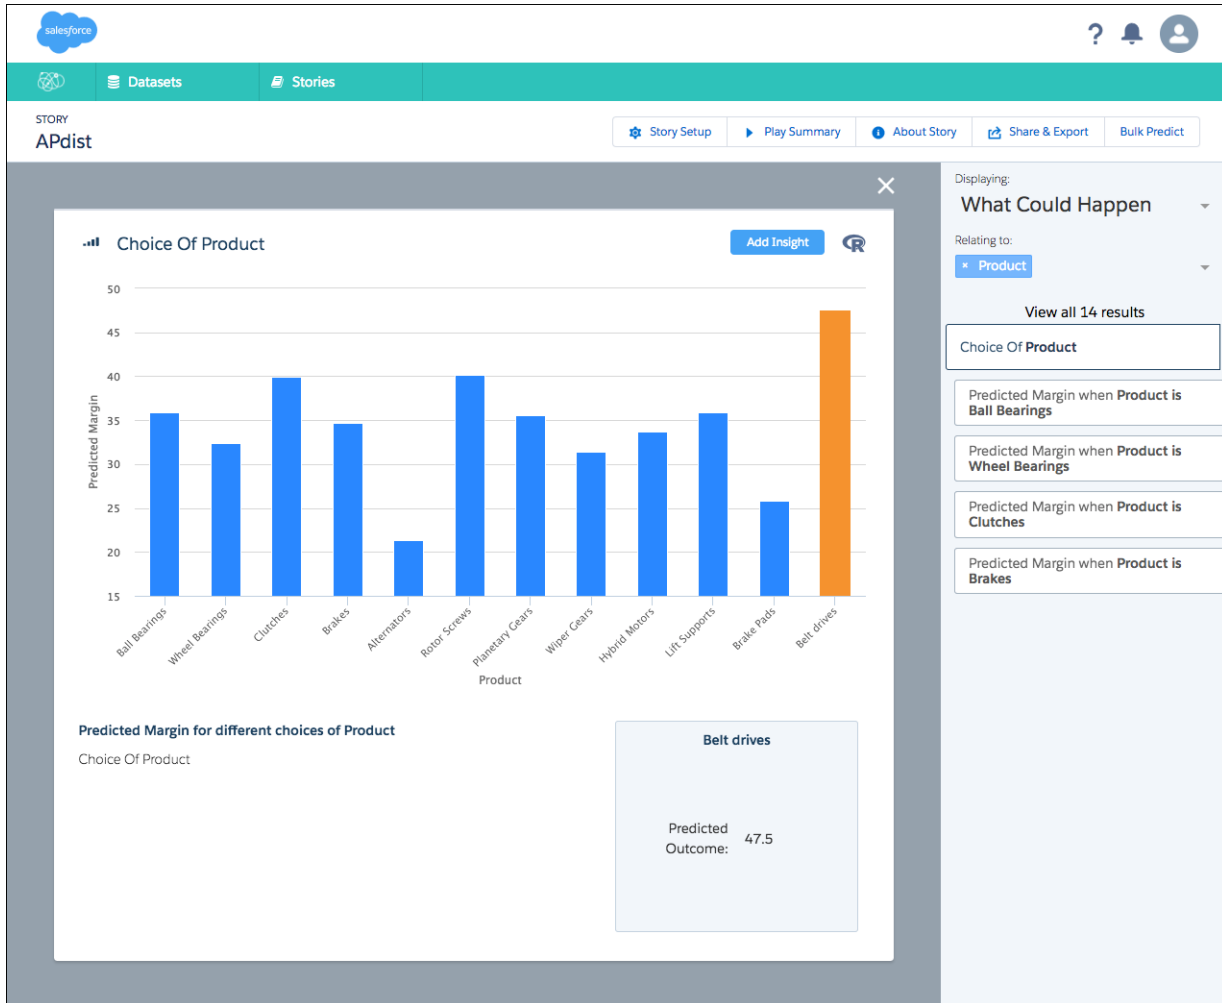 salesforce
?
Datasets
Stories
STORY
APdist
Story Setup
Play Summary
About Story
Share & Export
Bulk Predict
Displaying:
What Could Happen
Relating to:
× Product
View all 14 results
Choice Of Product
Predicted Margin when Product is
Ball Bearings
Predicted Margin when Product is
Wheel Bearings
Predicted Margin when Product is
Clutches
Predicted Margin when Product is
Brakes
Choice Of Product
Add Insight
R
Predicted Margin
50
45
40
35
30
25
20
15
Ball Bearings
Wheel Bearings
Clutches
Brakes
Alternators
Rotor Screws
Planetary Gears
Wiper Gears
Hybrid Motors
Lift Supports
Brake Pads
Belt drives
Product
Predicted Margin for different choices of Product
Choice Of Product
Belt drives
Predicted
Outcome:
47.5